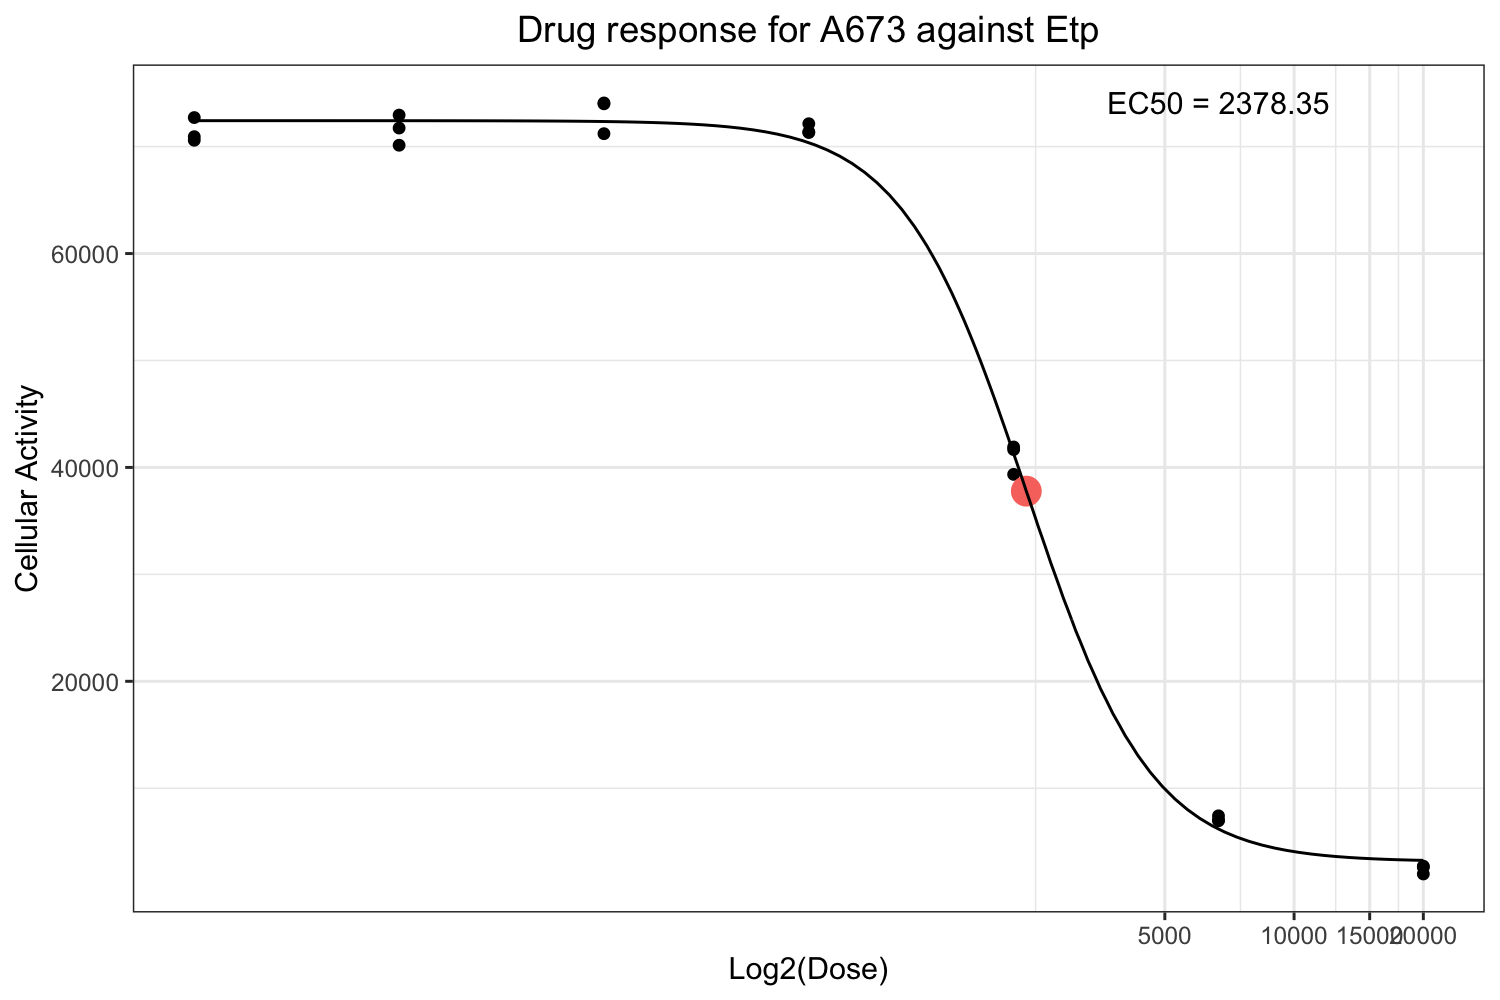 Drug response for A673 against Etp
EC50 = 2378.35
60000
40000
20000
Cellular Activity
5000 10000 15000 20000
Log2(Dose)